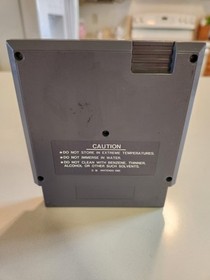 CAUTION
●DO NOT STORE IN EXTREME TEMPERATURES.
●DO NOT IMMERSE IN WATER.
●DO NOT CLEAN WITH BENZENE, THINNER,
ALCOHOL OR OTHER SUCH SOLVENTS.
NINTENDO